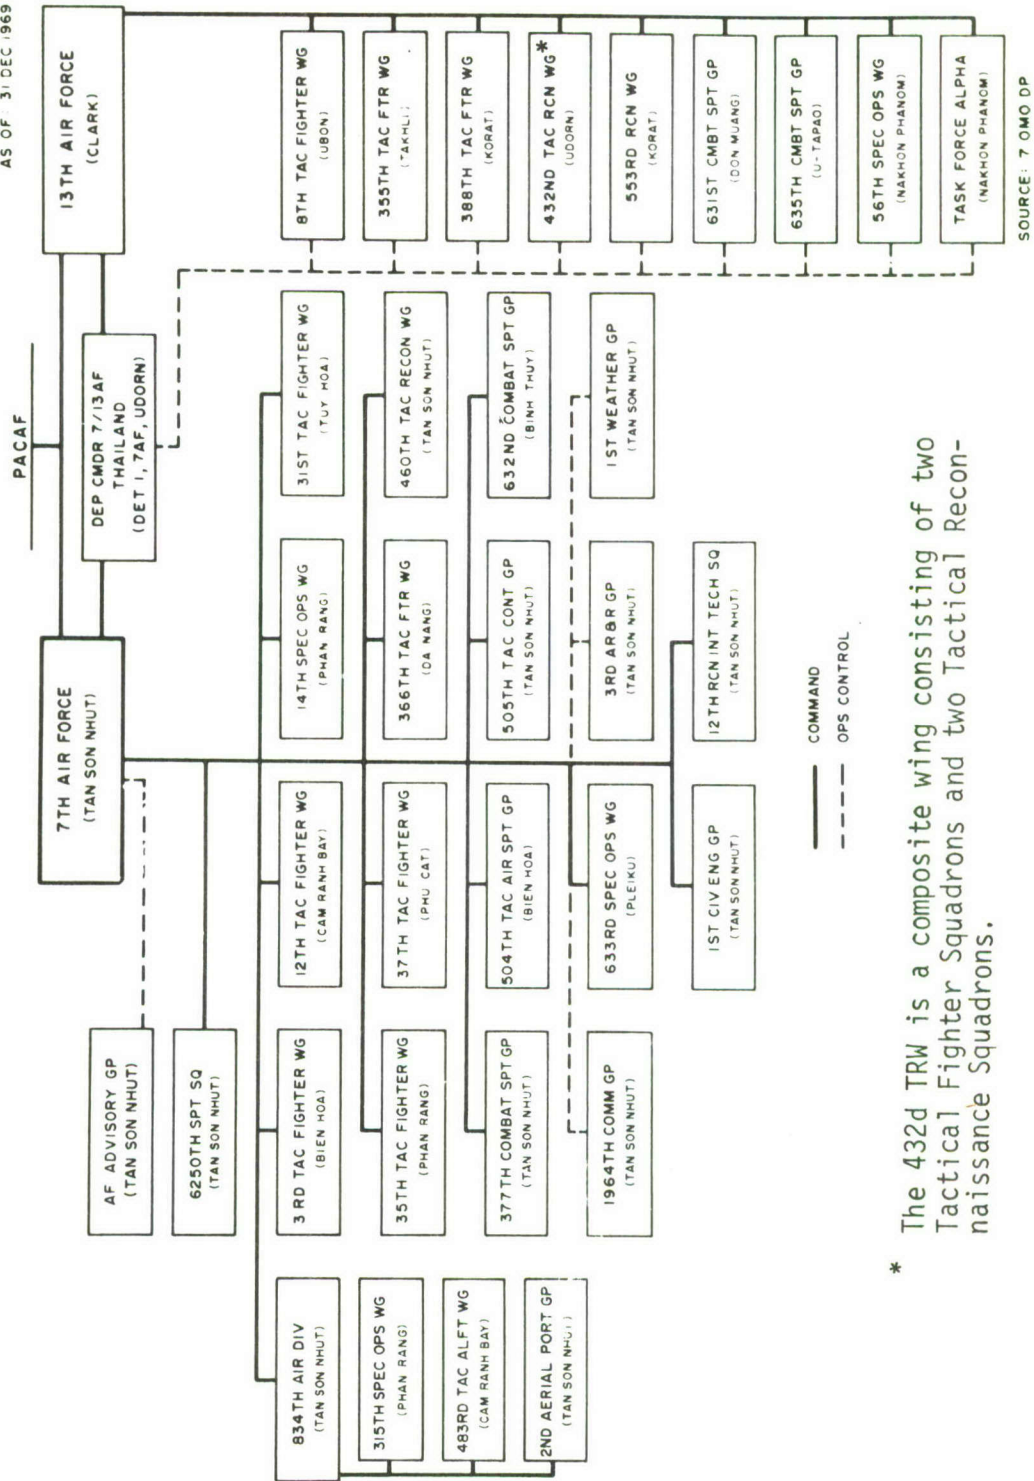 AS OF: 31 DEC 1969
PACAF
7TH AIR FORCE
(TAN SON NHUT)
13TH AIR FORCE
(CLARK)
DEP CMDR 7/13AF
THAILAND
(DET 1, 7AF, UDORN)
AF ADVISORY GP
(TAN SON NHUT)
6250TH SPT SQ
(TAN SON NHUT)
834TH AIR DIV
(TAN SON NHUT)
315TH SPEC OPS WG
(PHAN RANG)
483RD TAC ALFT WG
(CAM RANH BAY)
2ND AERIAL PORT GP
(TAN SON NHUT)
3RD TAC FIGHTER WG
(BIEN HOA)
12TH TAC FIGHTER WG
(CAM RANH BAY)
14TH SPEC OPS WG
(PHAN RANG)
31ST TAC FIGHTER WG
(TUY HOA)
35TH TAC FIGHTER WG
(PHAN RANG)
37TH TAC FIGHTER WG
(PHU CAT)
366TH TAC FTR WG
(DA NANG)
460TH TAC RECON WG
(TAN SON NHUT)
377TH COMBAT SPT GP
(TAN SON NHUT)
504TH TAC AIR SPT GP
(BIEN HOA)
505TH TAC CONT GP
(TAN SON NHUT)
632ND COMBAT SPT GP
(BINH THUY)
1964TH COMM GP
(TAN SON NHUT)
633RD SPEC OPS WG
(PLEIKU)
3RD AR&R GP
(TAN SON NHUT)
1ST WEATHER GP
(TAN SON NHUT)
1ST CIV ENG GP
(TAN SON NHUT)
12TH RCN INT TECH SQ
(TAN SON NHUT)
8TH TAC FIGHTER WG
(UBON)
355TH TAC FTR WG
(TAKHLI)
388TH TAC FTR WG
(KORAT)
432ND TAC RCN WG*
(UDORN)
553RD RCN WG
(KORAT)
631ST CMBT SPT GP
(DON MUANG)
635TH CMBT SPT GP
(U-TAPAO)
56TH SPEC OPS WG
(NAKHON PHANOM)
TASK FORCE ALPHA
(NAKHON PHANOM)
COMMAND
OPS CONTROL
SOURCE: 7 OMO DP
* The 432d TRW is a composite wing consisting of two
Tactical Fighter Squadrons and two Tactical Recon-
naissance Squadrons.